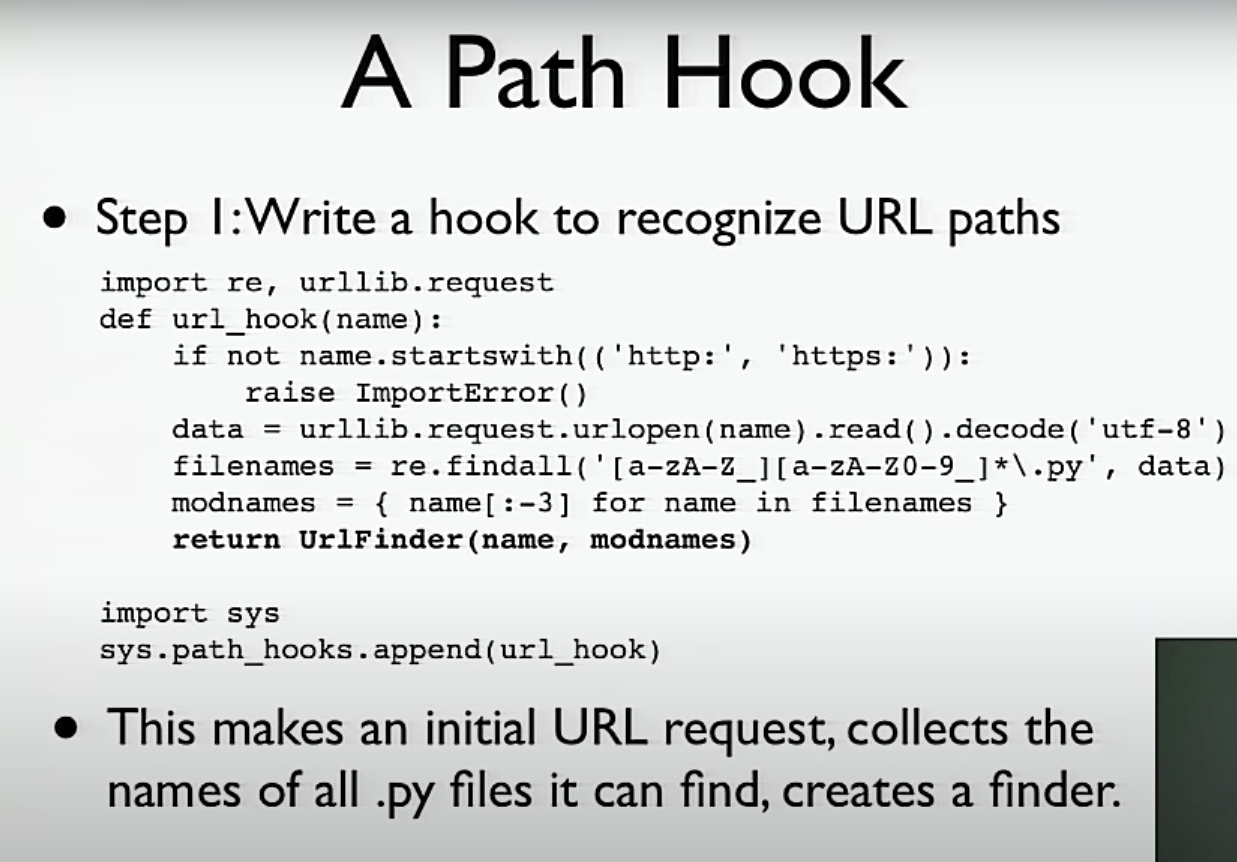 A Path Hook
• Step 1: Write a hook to recognize URL paths
import re, urllib.request
def url_hook(name):
    if not name.startswith(('http:', 'https:')):
        raise ImportError()
    data = urllib.request.urlopen(name).read().decode('utf-8')
    filenames = re.findall('[a-zA-Z_][a-zA-Z0-9_]*\.py', data)
    modnames = { name[:-3] for name in filenames }
    return UrlFinder(name, modnames)
import sys
sys.path_hooks.append(url_hook)
• This makes an initial URL request, collects the
names of all .py files it can find, creates a finder.